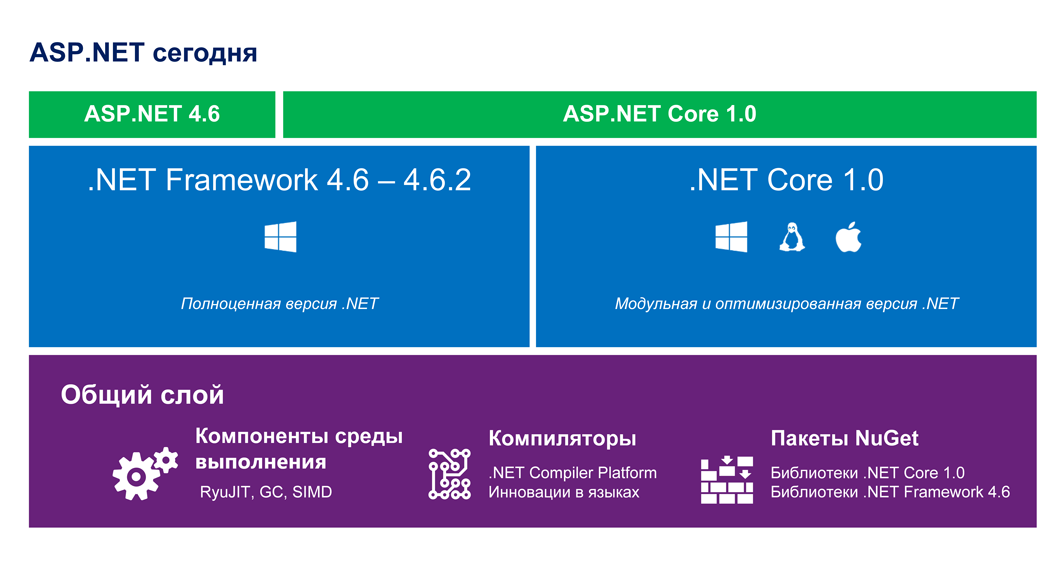 ASP.NET сегодня
ASP.NET 4.6
ASP.NET Core 1.0
.NET Framework 4.6 – 4.6.2
Полноценная версия .NET
.NET Core 1.0
Модульная и оптимизированная версия .NET
Общий слой
Компоненты среды
выполнения
RyuJIT, GC, SIMD
Компиляторы
.NET Compiler Platform
Инновации в языках
Пакеты NuGet
Библиотеки .NET Core 1.0
Библиотеки .NET Framework 4.6